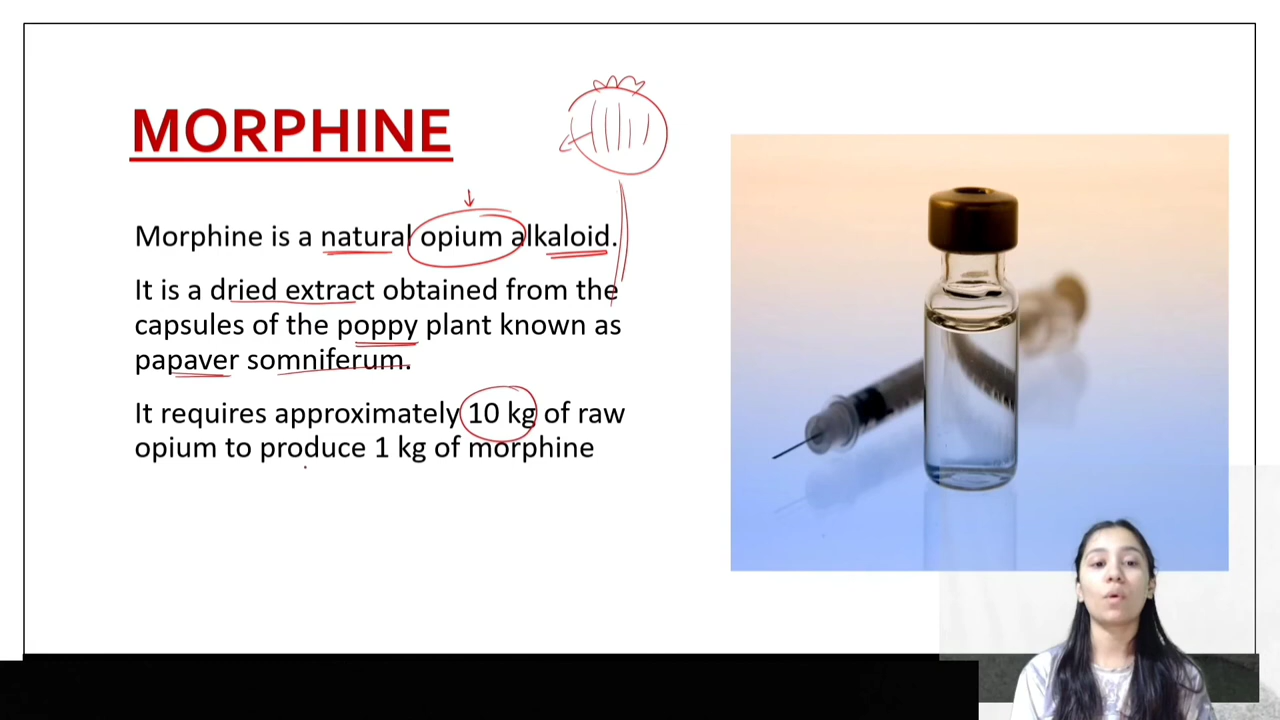 MORPHINE
Morphine is a natural opium alkaloid.
It is a dried extract obtained from the
capsules of the poppy plant known as
papaver somniferum.
It requires approximately 10 kg of raw
opium to produce 1 kg of morphine